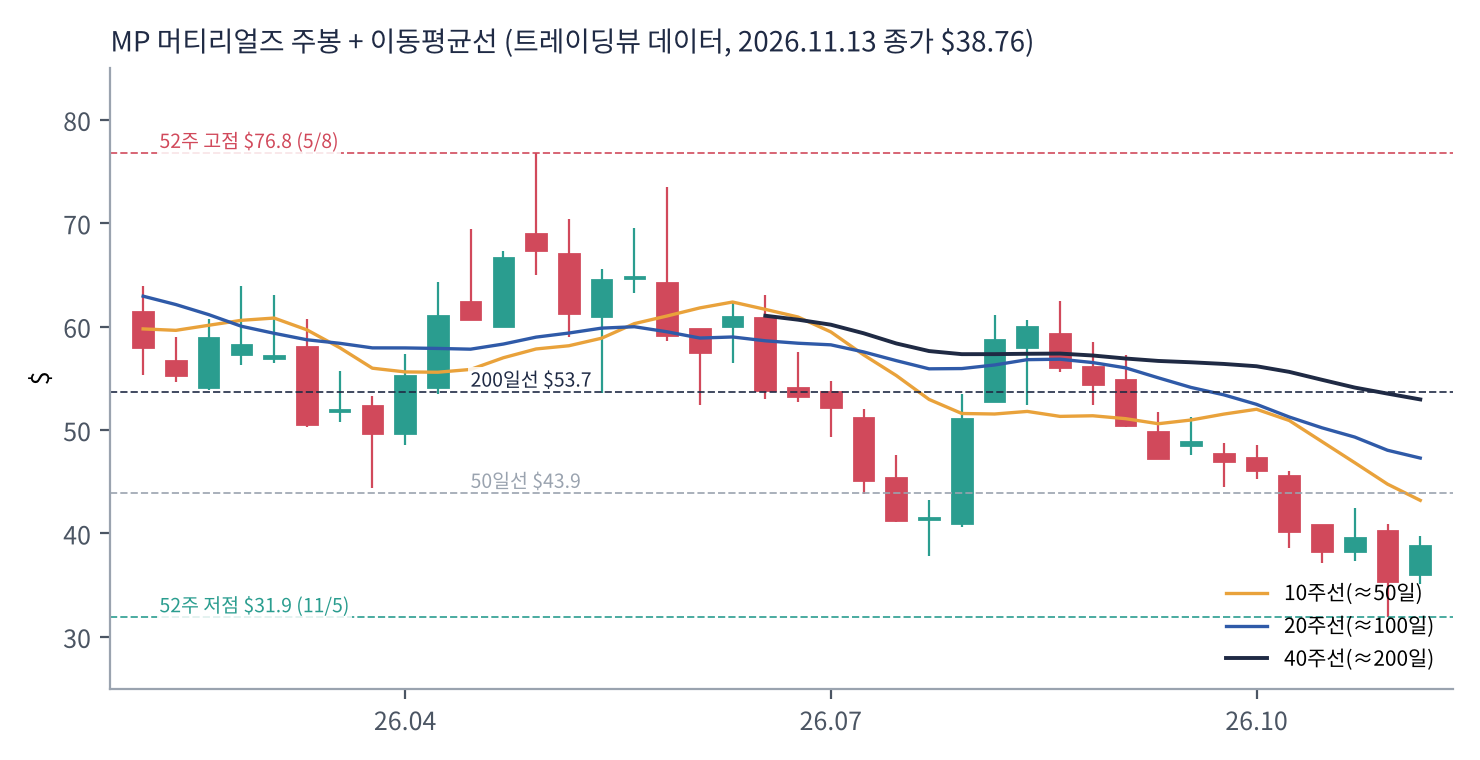 MP 머티리얼즈 주봉 + 이동평균선 (트레이딩뷰 데이터, 2026.11.13 종가 $38.76)
80
52주 고점 $76.8 (5/8)
70
60
$
200일선 $53.7
50
50일선 $43.9
40
52주 저점 $31.9 (11/5)
30
10주선(≈50일)
20주선(≈100일)
40주선(≈200일)
26.04
26.07
26.10